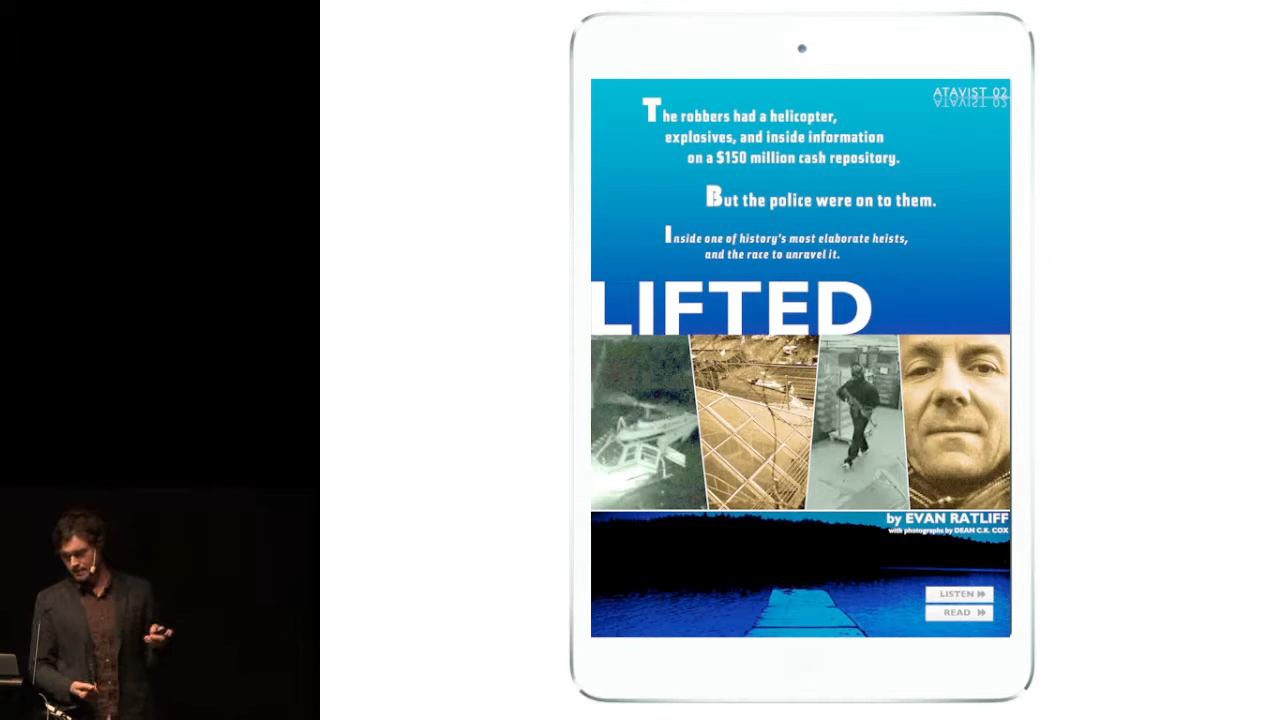 ATAVIST 02
The robbers had a helicopter,
explosives, and inside information
on a $150 million cash repository.
But the police were on to them.
Inside one of history's most elaborate heists,
and the race to unravel it.
LIFTED
by EVAN RATLIFF
with photographs by DEAN C.K. COX
LISTEN
READ